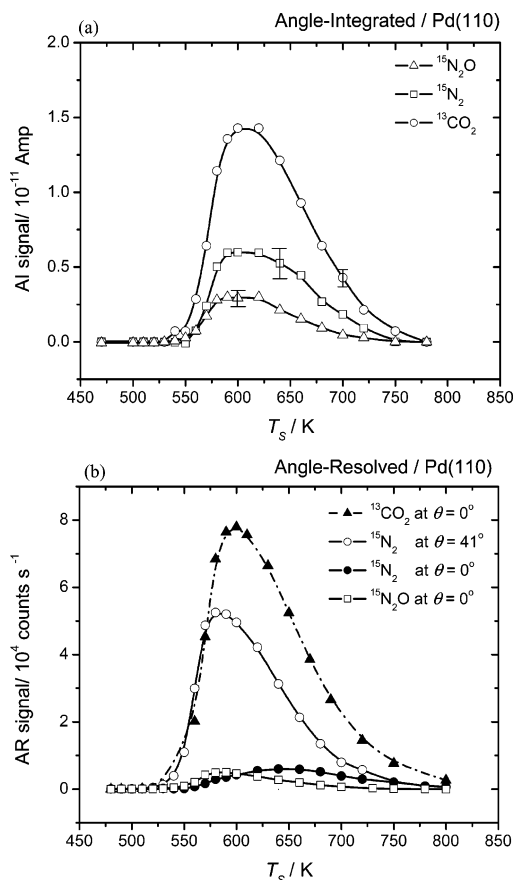 (a)
Angle-Integrated / Pd(110)
2.0
1.5
1.0
0.5
0.0
AI signal/ 10⁻¹¹ Amp
¹⁵N₂O
¹⁵N₂
¹³CO₂
450 500 550 600 650 700 750 800 850
Tₛ / K
(b)
Angle-Resolved / Pd(110)
8
6
4
2
0
AR signal/ 10⁴ counts s⁻¹
¹³CO₂ at θ = 0°
¹⁵N₂ at θ = 41°
¹⁵N₂ at θ = 0°
¹⁵N₂O at θ = 0°
450 500 550 600 650 700 750 800 850
Tₛ / K